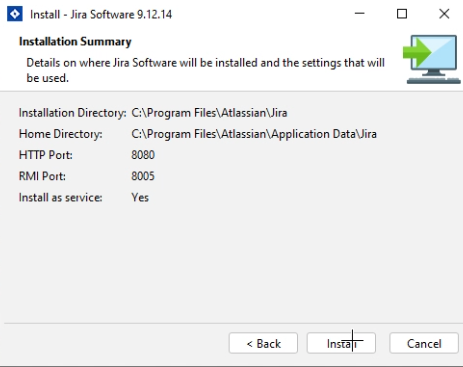 Install - Jira Software 9.12.14
Installation Summary
Details on where Jira Software will be installed and the settings that will
be used.
Installation Directory: C:\Program Files\Atlassian\Jira
Home Directory: C:\Program Files\Atlassian\Application Data\Jira
HTTP Port: 8080
RMI Port: 8005
Install as service: Yes
< Back Install Cancel